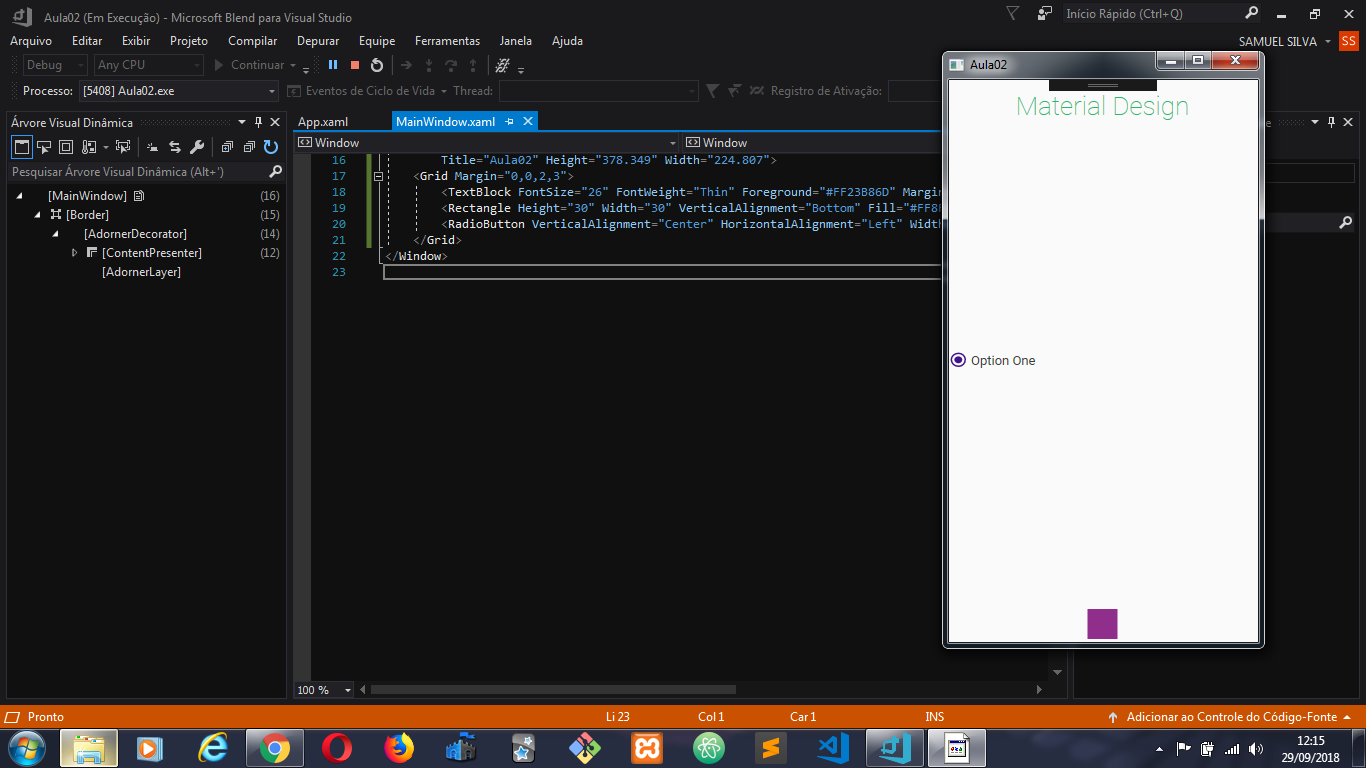 Aula02 (Em Execução) - Microsoft Blend para Visual Studio
Início Rápido (Ctrl+Q)
Arquivo Editar Exibir Projeto Compilar Depurar Equipe Ferramentas Janela Ajuda
SAMUEL SILVA SS
Debug Any CPU Continuar
Processo: [5408] Aula02.exe Eventos de Ciclo de Vida Thread: Registro de Ativação:
Árvore Visual Dinâmica
Pesquisar Árvore Visual Dinâmica (Alt+')
[MainWindow] (16)
[Border] (15)
[AdornerDecorator] (14)
[ContentPresenter] (12)
[AdornerLayer]
App.xaml MainWindow.xaml
Window Window
16 Title="Aula02" Height="378.349" Width="224.807">
17 <Grid Margin="0,0,2,3">
18 <TextBlock FontSize="26" FontWeight="Thin" Foreground="#FF23B86D" Margin
19 <Rectangle Height="30" Width="30" VerticalAlignment="Bottom" Fill="#FF8
20 <RadioButton VerticalAlignment="Center" HorizontalAlignment="Left" Width
21 </Grid>
22 </Window>
23
100 %
Aula02
Material Design
Option One
Pronto Li 23 Col 1 Car 1 INS Adicionar ao Controle do Código-Fonte
12:15
29/09/2018